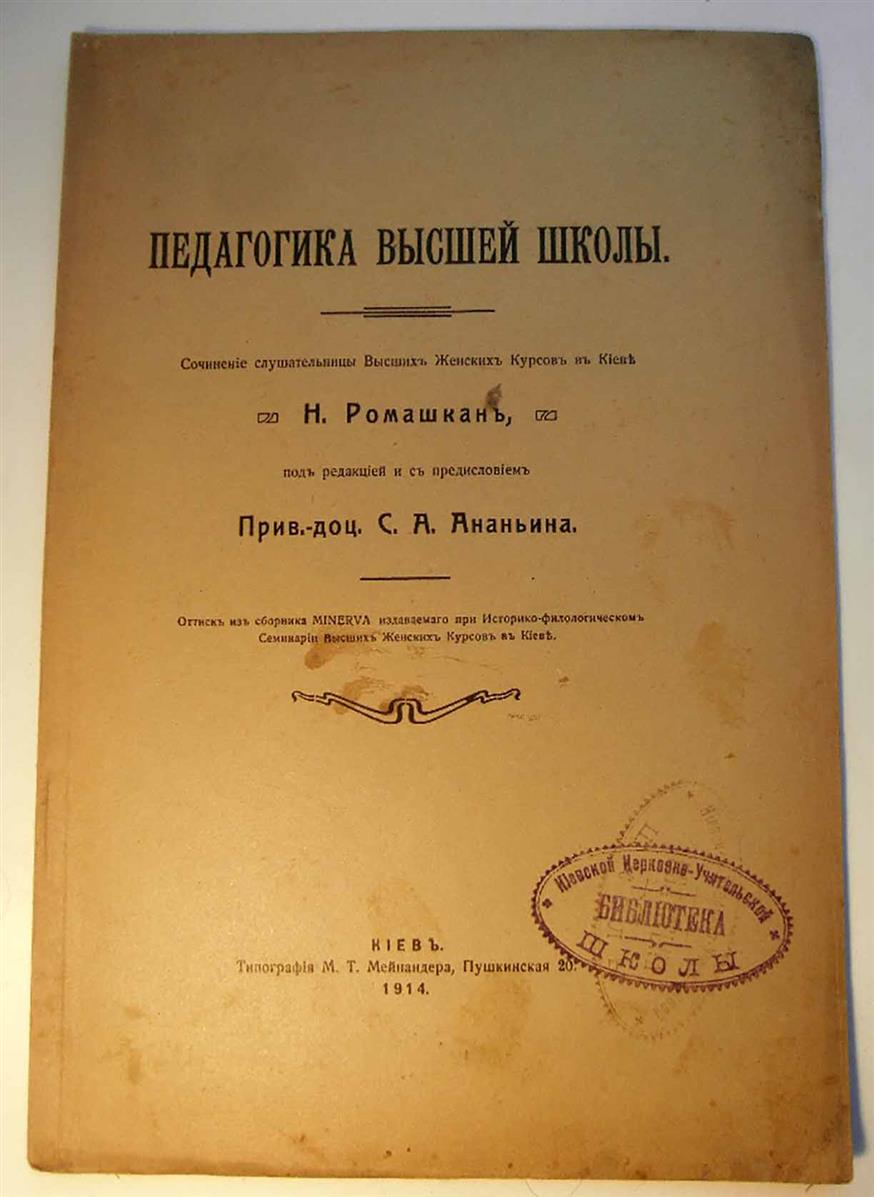 ПЕДАГОГИКА ВЫСШЕЙ ШКОЛЫ.
Сочиненіе слушательницы Высшихъ Женскихъ Курсовъ въ Кіевѣ
Н. Ромашканъ,
подъ редакціей и съ предисловіемъ
Прив.-доц. С. А. Ананьина.
Оттискъ изъ сборника MINERVA издаваемаго при Историко-филологическомъ
Семинаріи Высшихъ Женскихъ Курсовъ въ Кіевѣ.
Кіевской Церковно-Учительской
БИБЛІОТЕКА
ШКОЛЫ
КІЕВЪ.
Типографія М. Т. Мейнандера, Пушкинская 20.
1914.